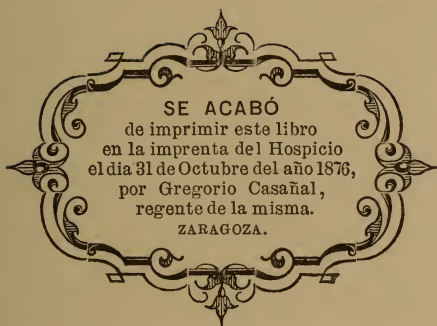 SE ACABÓ
de imprimir este libro
en la imprenta del Hospicio
el dia 31 de Octubre del año 1876,
por Gregorio Casañal,
regente de la misma.
ZARAGOZA.